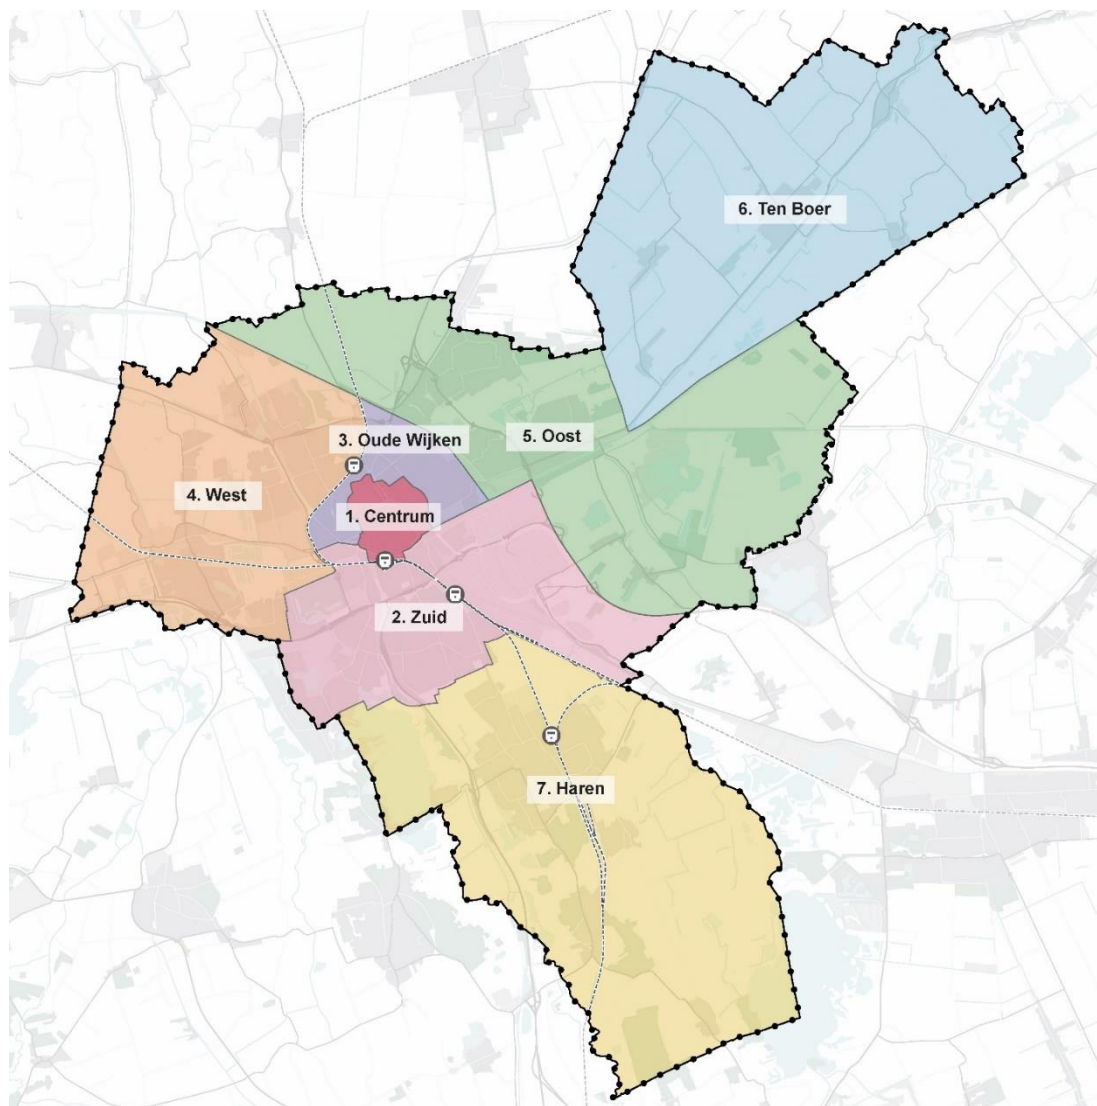 6. Ten Boer
3. Oude Wijken
5. Oost
4. West
1. Centrum
2. Zuid
7. Haren